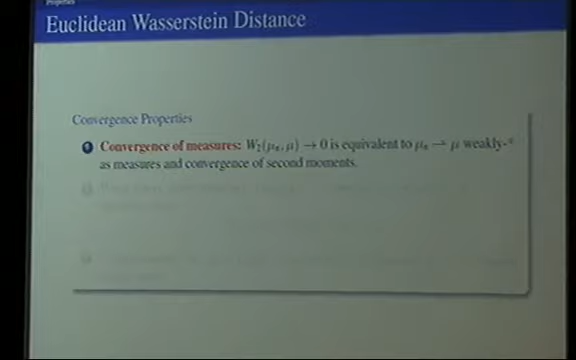 Properties
Euclidean Wasserstein Distance
Convergence Properties
1 Convergence of measures: W₂(μₙ, μ) → 0 is equivalent to μₙ ⇀ μ weakly-*
as measures and convergence of second moments.